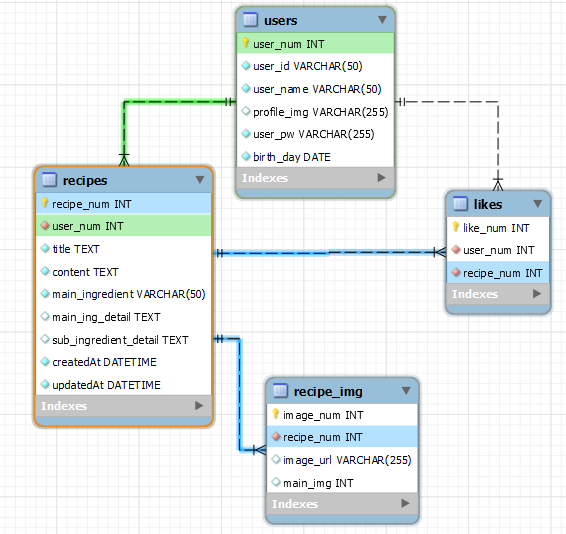 users
user_num INT
user_id VARCHAR(50)
user_name VARCHAR(50)
profile_img VARCHAR(255)
user_pw VARCHAR(255)
birth_day DATE
Indexes
recipes
recipe_num INT
user_num INT
title TEXT
content TEXT
main_ingredient VARCHAR(50)
main_ing_detail TEXT
sub_ingredient_detail TEXT
createdAt DATETIME
updatedAt DATETIME
Indexes
likes
like_num INT
user_num INT
recipe_num INT
Indexes
recipe_img
image_num INT
recipe_num INT
image_url VARCHAR(255)
main_img INT
Indexes